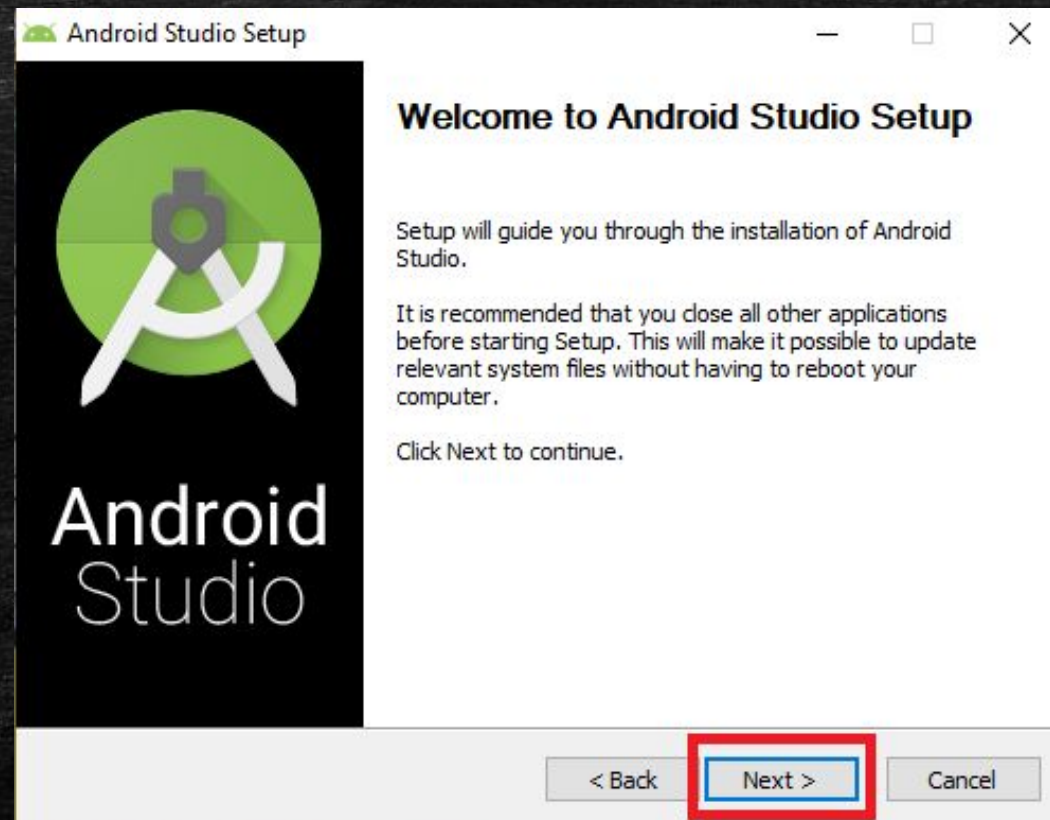 Android Studio Setup
Welcome to Android Studio Setup
Setup will guide you through the installation of Android
Studio.
It is recommended that you close all other applications
before starting Setup. This will make it possible to update
relevant system files without having to reboot your
computer.
Click Next to continue.
Android
Studio
< Back
Next >
Cancel